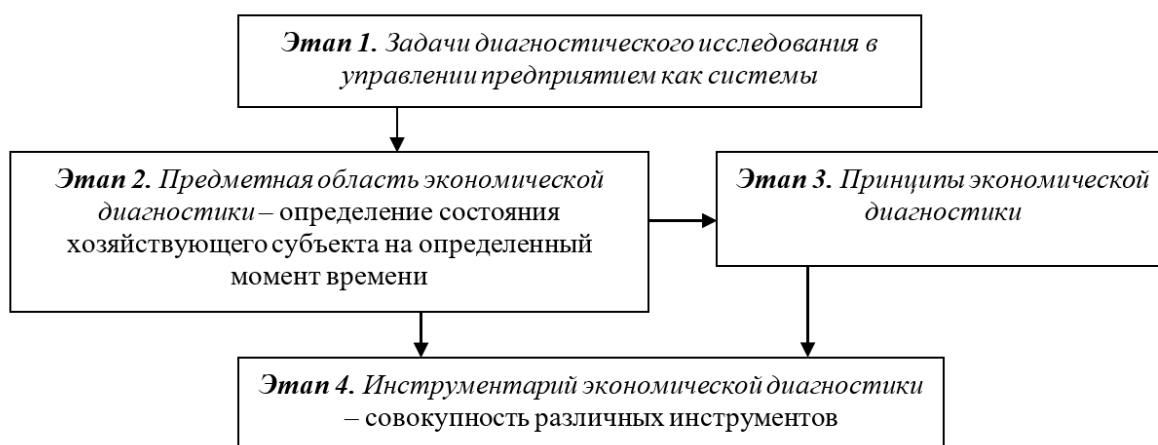 Этап 1. Задачи диагностического исследования в
управлении предприятием как системы
Этап 2. Предметная область экономической
диагностики – определение состояния
хозяйствующего субъекта на определенный
момент времени
Этап 3. Принципы экономической
диагностики
Этап 4. Инструментарий экономической диагностики
– совокупность различных инструментов